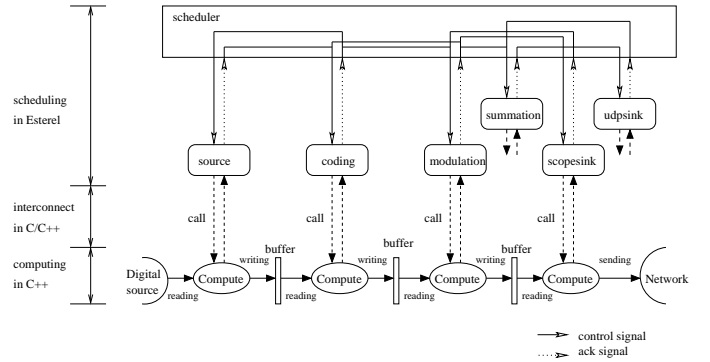 scheduler
scheduling
in Esterel
summation
udpsink
source
coding
modulation
scopesink
interconnect
in C/C++
call
call
call
call
buffer
buffer
buffer
computing
in C++
Digital
source
reading
Compute
writing
reading
Compute
writing
reading
Compute
writing
reading
Compute
sending
Network
control signal
ack signal